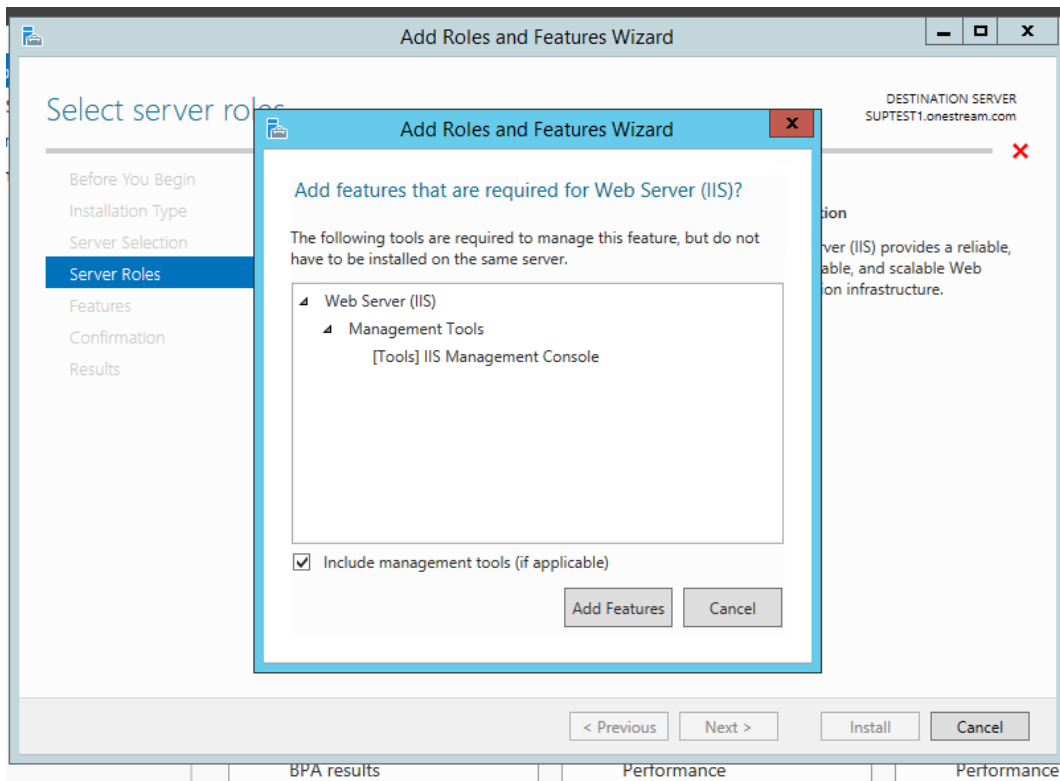 Add Roles and Features Wizard
Select server roles
DESTINATION SERVER
SUPTEST1.onestream.com
Before You Begin
Installation Type
Server Selection
Server Roles
Features
Confirmation
Results
Add Roles and Features Wizard
x
Add features that are required for Web Server (IIS)?
The following tools are required to manage this feature, but do not
have to be installed on the same server.
Web Server (IIS)
Management Tools
[Tools] IIS Management Console
Include management tools (if applicable)
Add Features
Cancel
tion
ver (IIS) provides a reliable,
able, and scalable Web
ion infrastructure.
< Previous
Next >
Install
Cancel
BPA results
Performance
Performance